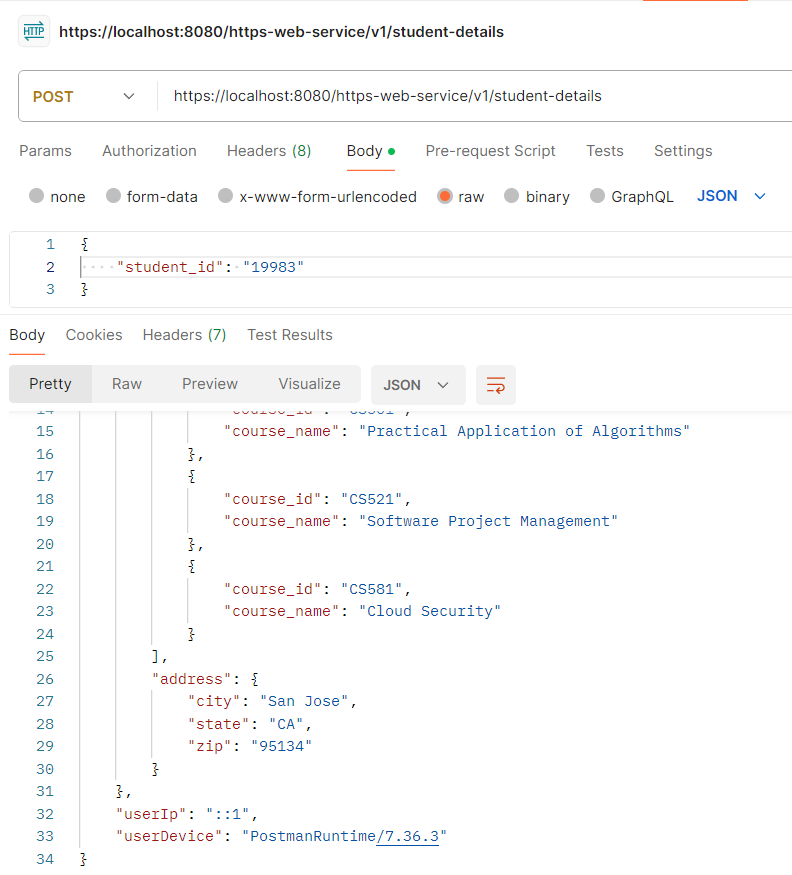 HTTP https://localhost:8080/https-web-service/v1/student-details
POST https://localhost:8080/https-web-service/v1/student-details
Params Authorization Headers (8) Body Pre-request Script Tests Settings
none form-data x-www-form-urlencoded raw binary GraphQL JSON
1 {
2 ····"student_id":·"19983"
3 }
Body Cookies Headers (7) Test Results
Pretty Raw Preview Visualize JSON
14 "course_id": "CS501",
15 "course_name": "Practical Application of Algorithms"
16 },
17 {
18 "course_id": "CS521",
19 "course_name": "Software Project Management"
20 },
21 {
22 "course_id": "CS581",
23 "course_name": "Cloud Security"
24 }
25 ],
26 "address": {
27 "city": "San Jose",
28 "state": "CA",
29 "zip": "95134"
30 }
31 },
32 "userIp": "::1",
33 "userDevice": "PostmanRuntime/7.36.3"
34 }